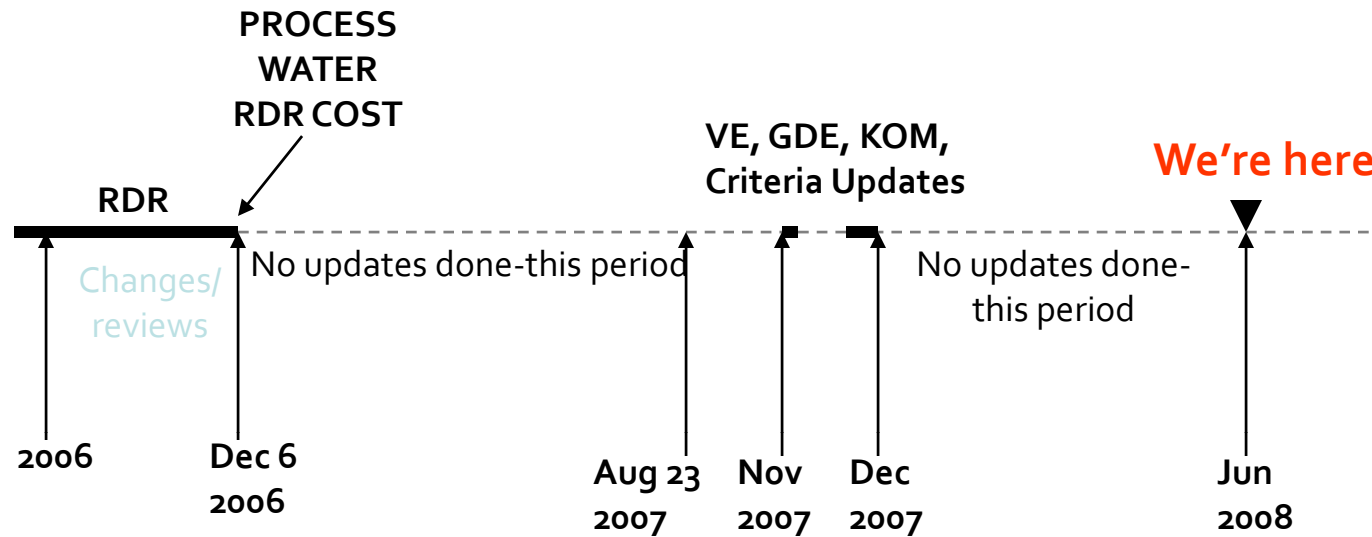 PROCESS
WATER
RDR COST
VE, GDE, KOM,
Criteria Updates
We're here
RDR
Changes/
reviews
No updates done-this period
No updates done-
this period
2006
Dec 6
2006
Aug 23
2007
Nov
2007
Dec
2007
Jun
2008